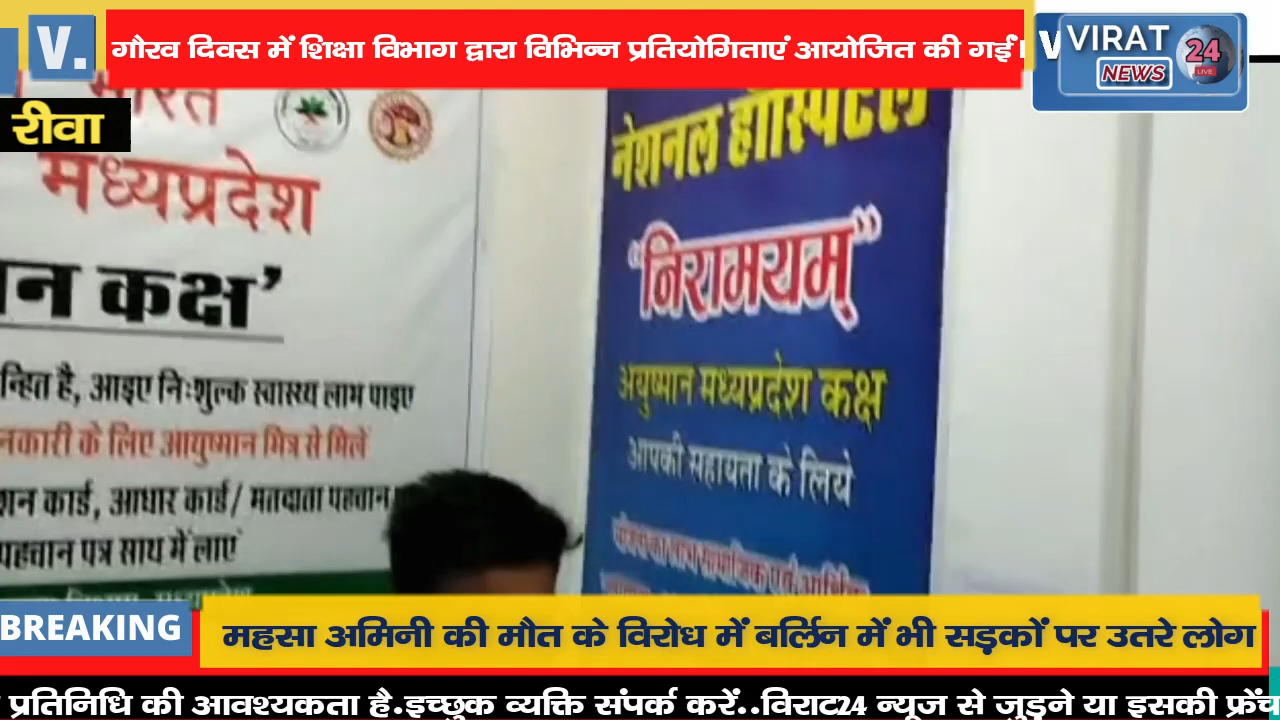 V.
गौरव दिवस में शिक्षा विभाग द्वारा विभिन्न प्रतियोगिताएं आयोजित की गईं।
VIRAT
24
LIVE
NEWS
रीवा
भारत
मध्यप्रदेश
कक्ष’
है, आइए निःशुल्क स्वास्थ्य लाभ पाइए
के लिए आयुष्मान मित्र से मिलें
कार्ड, आधार कार्ड/ मतदाता पहचान
पहचान पत्र साथ में लाएं
नेशनल हॉस्पिटल
“निरामयम्”
अयुष्मान मध्यप्रदेश कक्ष
आपकी सहायता के लिये
BREAKING
महसा अमिनी की मौत के विरोध में बर्लिन में भी सड़कों पर उतरे लोग
प्रतिनिधि की आवश्यकता है.इच्छुक व्यक्ति संपर्क करें..विराट24 न्यूज से जुड़ने या इसकी